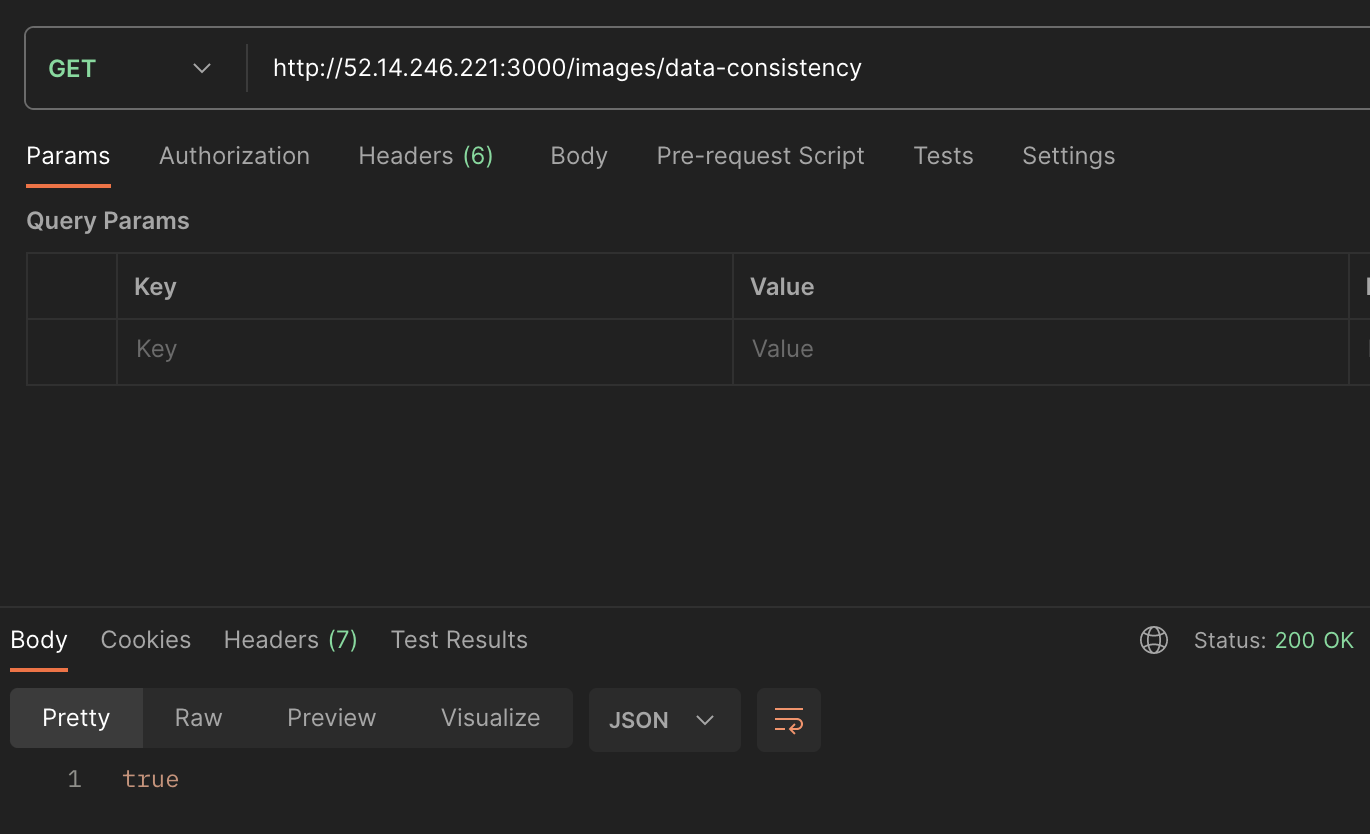 GET http://52.14.246.221:3000/images/data-consistency
Params Authorization Headers (6) Body Pre-request Script Tests Settings
Query Params
Key Value
Key Value
Body Cookies Headers (7) Test Results Status: 200 OK
Pretty Raw Preview Visualize JSON
1 true